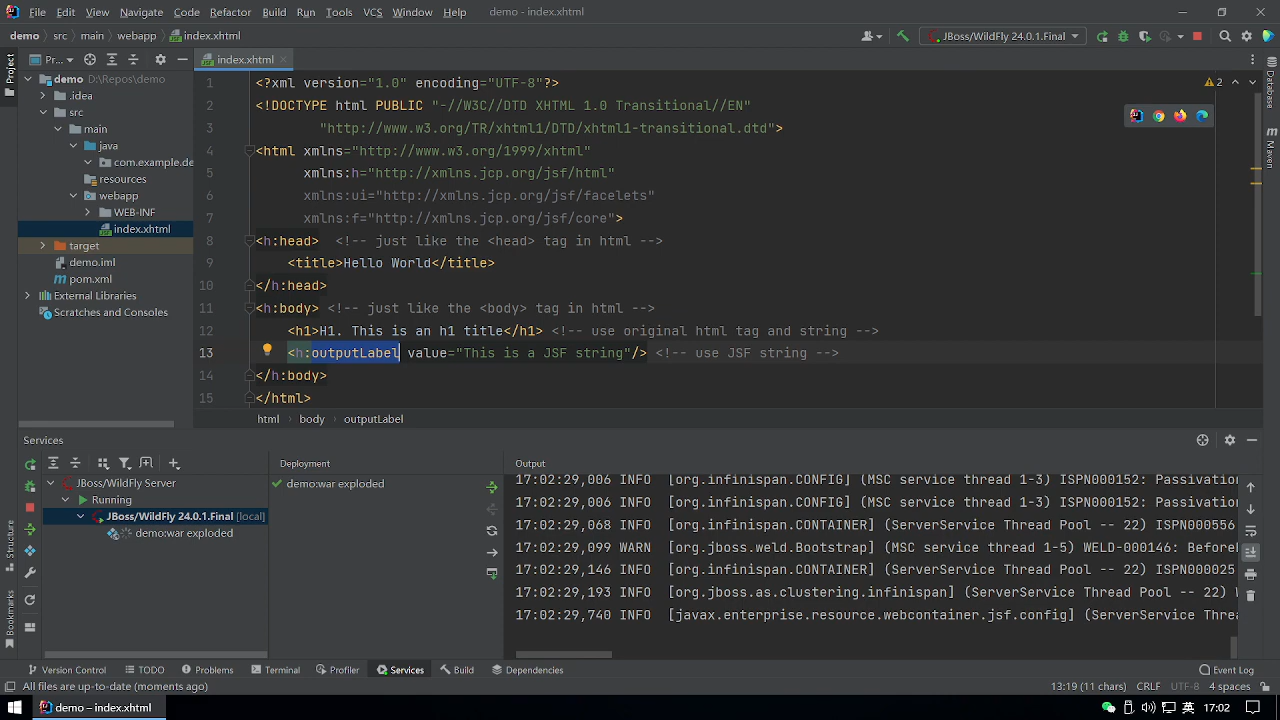 File Edit View Navigate Code Refactor Build Run Tools VCS Window Help demo - index.xhtml
demo src main webapp index.xhtml JBoss/WildFly 24.0.1.Final
Project
Pr...
index.xhtml
demo D:\Repos\demo
.idea
src
main
java
com.example.de
resources
webapp
WEB-INF
index.xhtml
target
demo.iml
pom.xml
External Libraries
Scratches and Consoles
1 <?xml version="1.0" encoding="UTF-8"?>
2 <!DOCTYPE html PUBLIC "-//W3C//DTD XHTML 1.0 Transitional//EN"
3 "http://www.w3.org/TR/xhtml1/DTD/xhtml1-transitional.dtd">
4 <html xmlns="http://www.w3.org/1999/xhtml"
5 xmlns:h="http://xmlns.jcp.org/jsf/html"
6 xmlns:ui="http://xmlns.jcp.org/jsf/facelets"
7 xmlns:f="http://xmlns.jcp.org/jsf/core">
8 <h:head> <!-- just like the <head> tag in html -->
9 <title>Hello World</title>
10 </h:head>
11 <h:body> <!-- just like the <body> tag in html -->
12 <h1>H1. This is an h1 title</h1> <!-- use original html tag and string -->
13 <h:outputLabel value="This is a JSF string"/> <!-- use JSF string -->
14 </h:body>
15 </html>
2
Database
Maven
html body outputLabel
Services
JBoss/WildFly Server
Running
JBoss/WildFly 24.0.1.Final [local]
demo:war exploded
Deployment
demo:war exploded
Output
17:02:29,006 INFO [org.infinispan.CONFIG] (MSC service thread 1-3) ISPN000152: Passivatio
17:02:29,006 INFO [org.infinispan.CONFIG] (MSC service thread 1-3) ISPN000152: Passivatio
17:02:29,068 INFO [org.infinispan.CONTAINER] (ServerService Thread Pool -- 22) ISPN000556
17:02:29,099 WARN [org.jboss.weld.Bootstrap] (MSC service thread 1-5) WELD-000146: Before
17:02:29,146 INFO [org.infinispan.CONTAINER] (ServerService Thread Pool -- 22) ISPN000025
17:02:29,193 INFO [org.jboss.as.clustering.infinispan] (ServerService Thread Pool -- 22) W
17:02:29,740 INFO [javax.enterprise.resource.webcontainer.jsf.config] (ServerService Threa
Structure
Bookmarks
Version Control TODO Problems Terminal Profiler Services Build Dependencies Event Log
All files are up-to-date (moments ago) 13:19 (11 chars) CRLF UTF-8 4 spaces
demo – index.xhtml 英 17:02